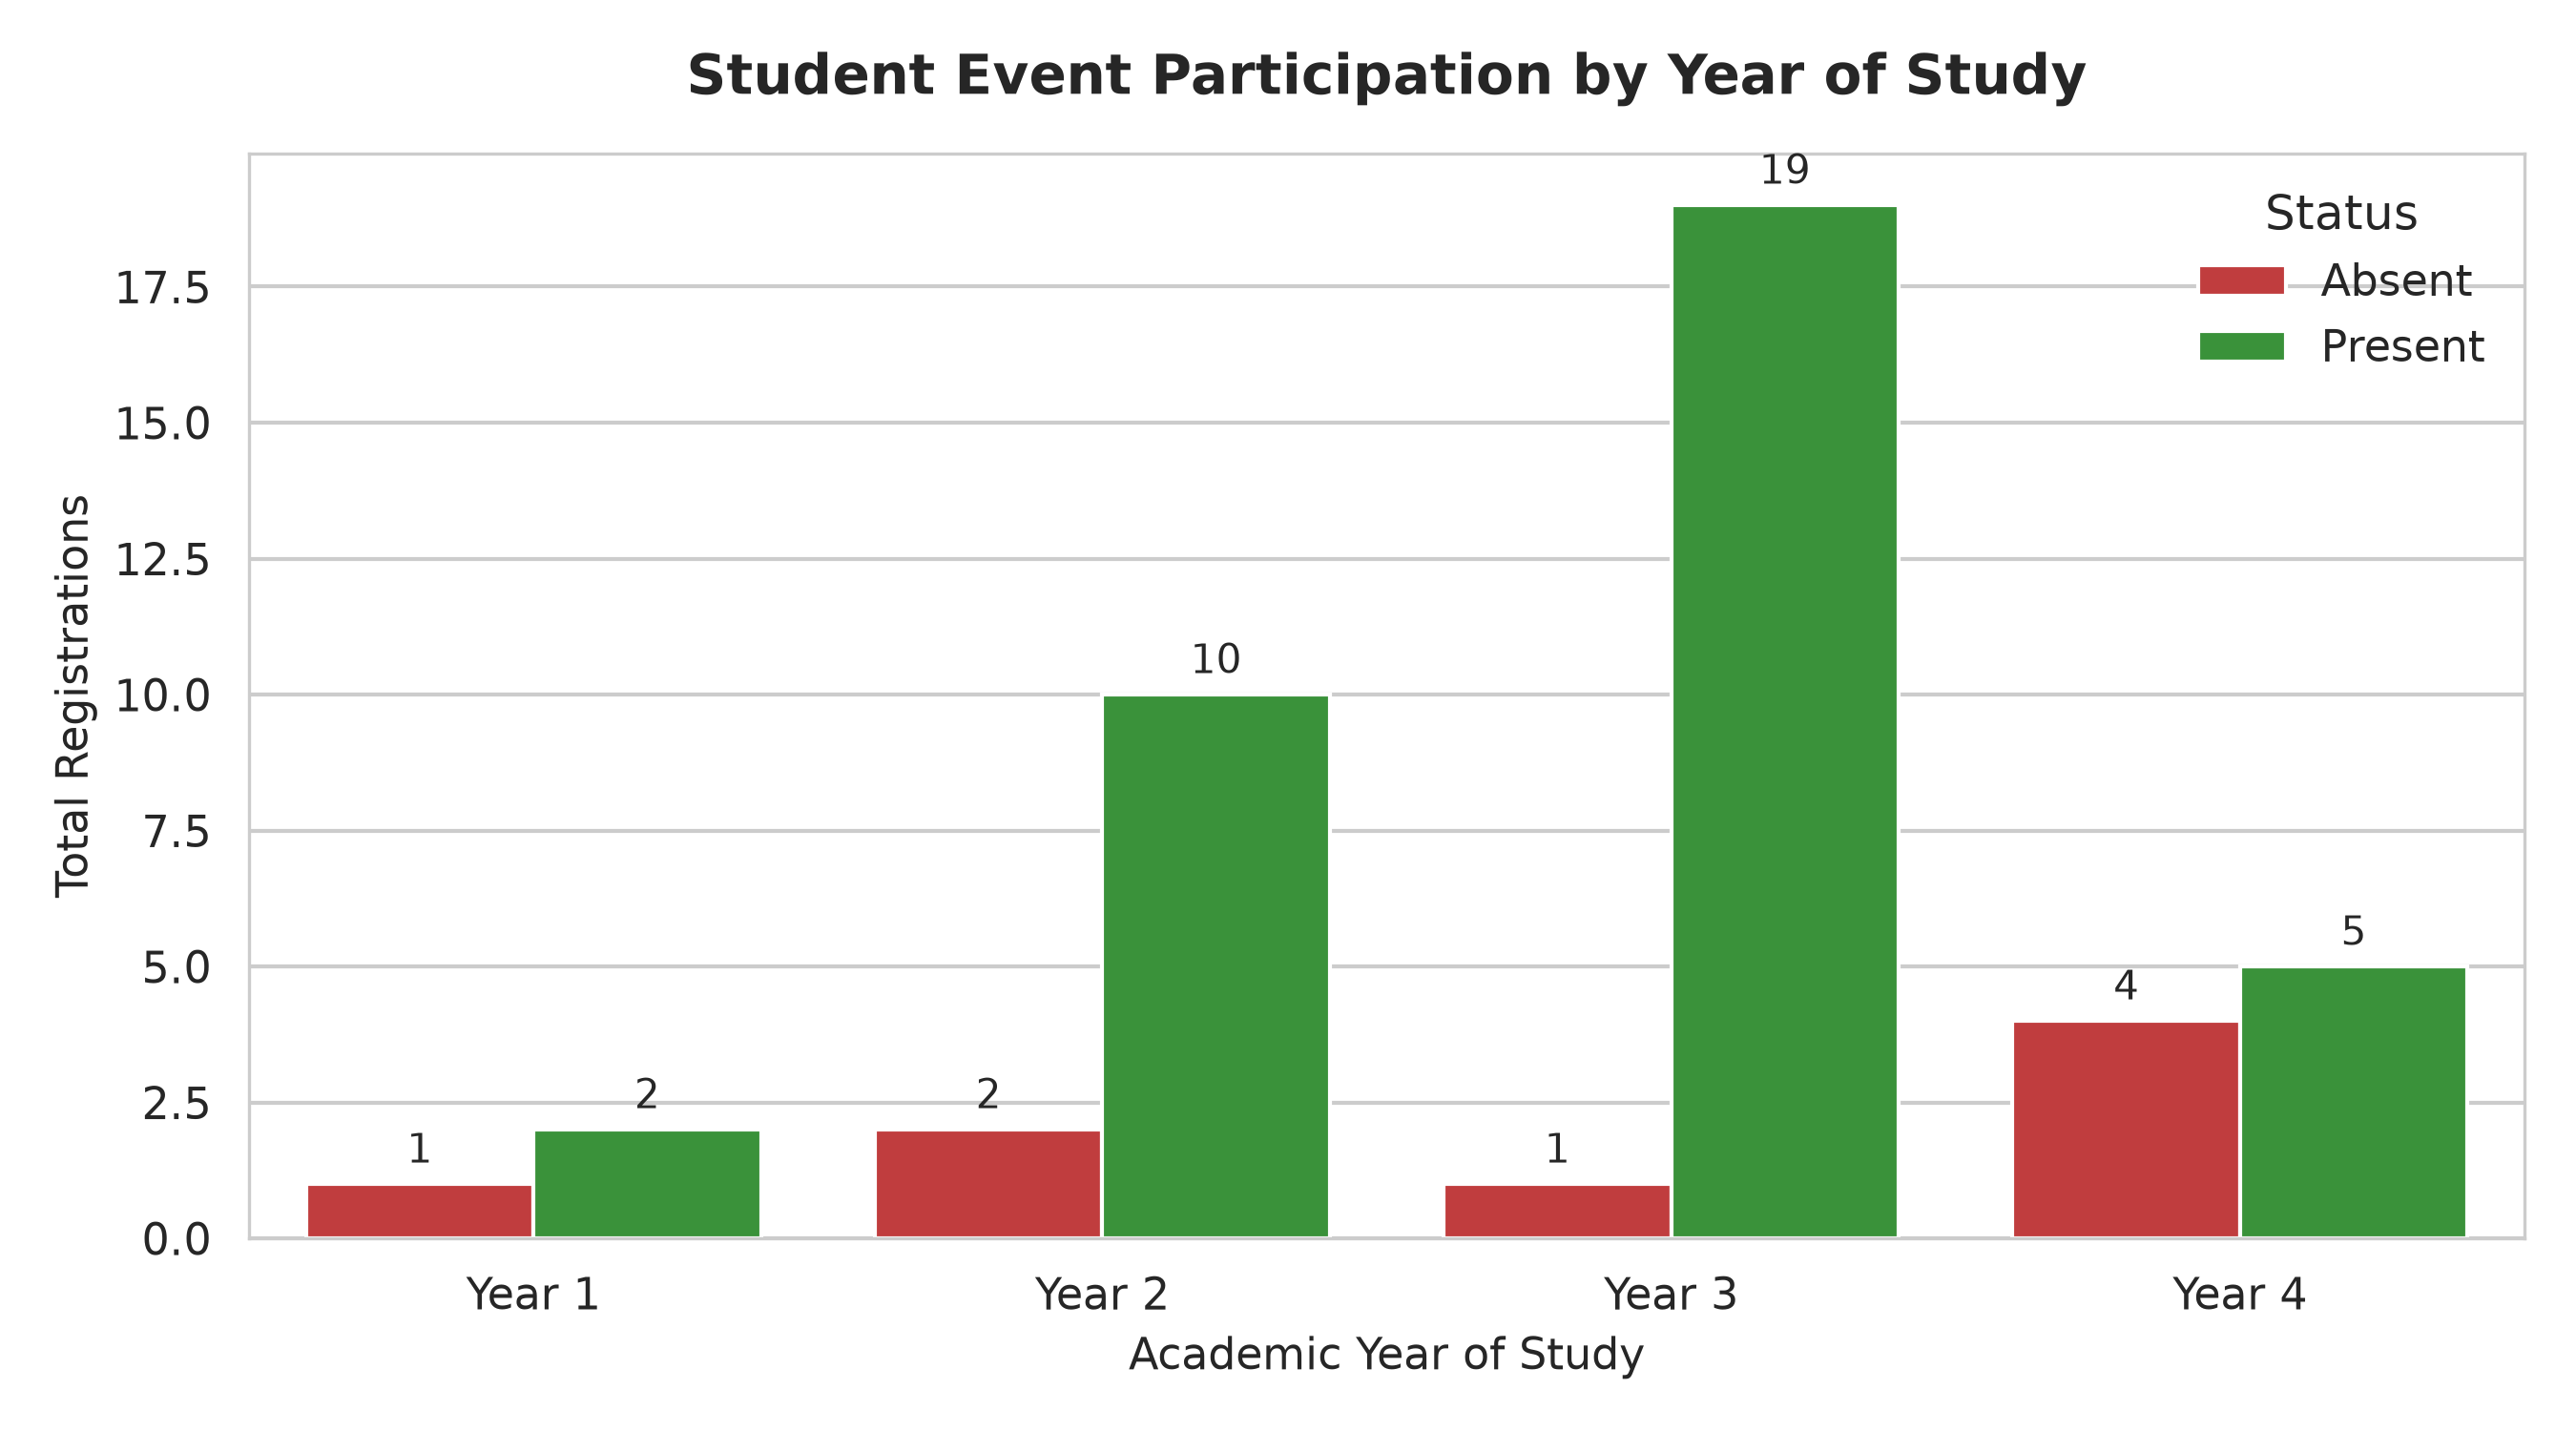 Student Event Participation by Year of Study
19
Status
Absent
Present
17.5
15.0
12.5
10.0
7.5
5.0
2.5
0.0
Total Registrations
10
5
4
2
2
1
1
Year 1
Year 2
Year 3
Year 4
Academic Year of Study